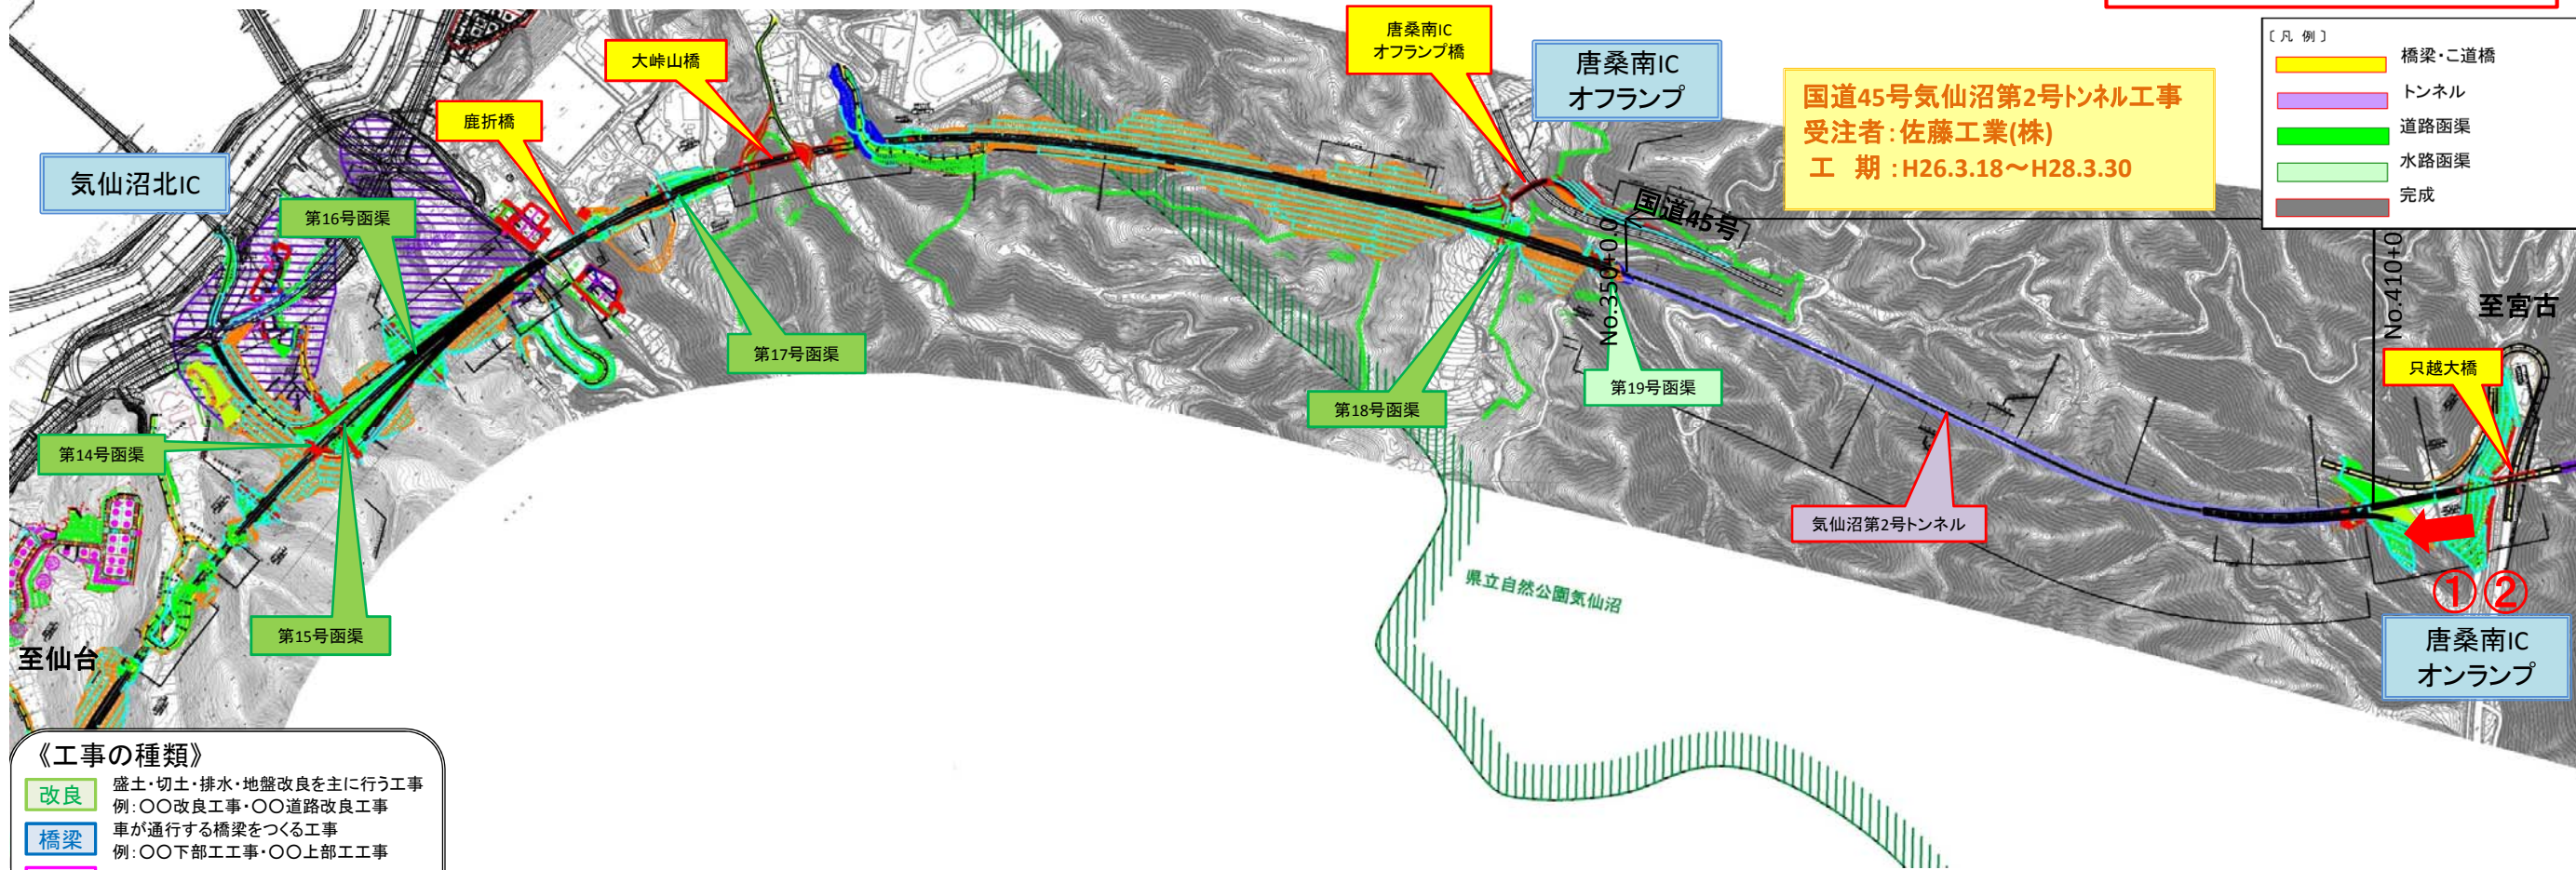 唐桑南IC
オフランプ橋
大峠山橋
鹿折橋
唐桑南IC
オフランプ
国道45号気仙沼第2号トンネル工事
受注者:佐藤工業(株)
工　期 :H26.3.18～H28.3.30
〔 凡 例 〕
橋梁・こ道橋
トンネル
道路函渠
水路函渠
完成
気仙沼北IC
第16号函渠
国道45号
No.350+0.0
No.410+0
至宮古
第17号函渠
只越大橋
第19号函渠
第18号函渠
第14号函渠
気仙沼第2号トンネル
県立自然公園気仙沼
① ②
第15号函渠
唐桑南IC
オンランプ
至仙台
《工事の種類》
改良
盛土・切土・排水・地盤改良を主に行う工事
例:〇〇改良工事・〇〇道路改良工事
橋梁
車が通行する橋梁をつくる工事
例:〇〇下部工工事・〇〇上部工工事